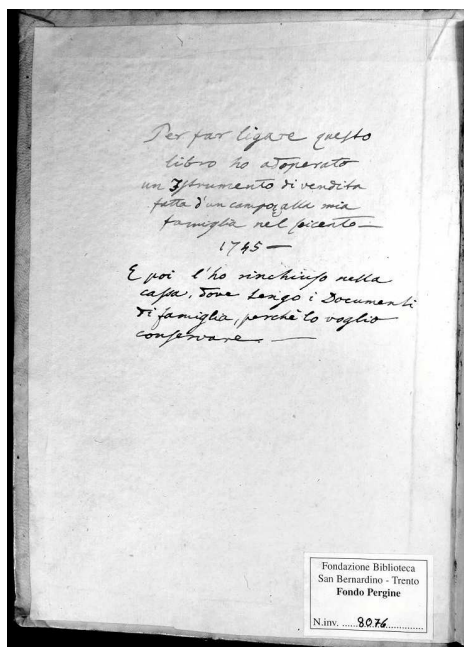 Per far ligare questo
libro ho adoperato
un Istrumento di vendita
fatta d'un campo alla mia
famiglia nel seicento —
1745 —
E poi l'ho rinchiuso nella
cassa, dove tengo i Documenti
di famiglia, perchè lo voglio
conservare. —
Fondazione Biblioteca
San Bernardino - Trento
Fondo Pergine
N.inv. ......8076..............